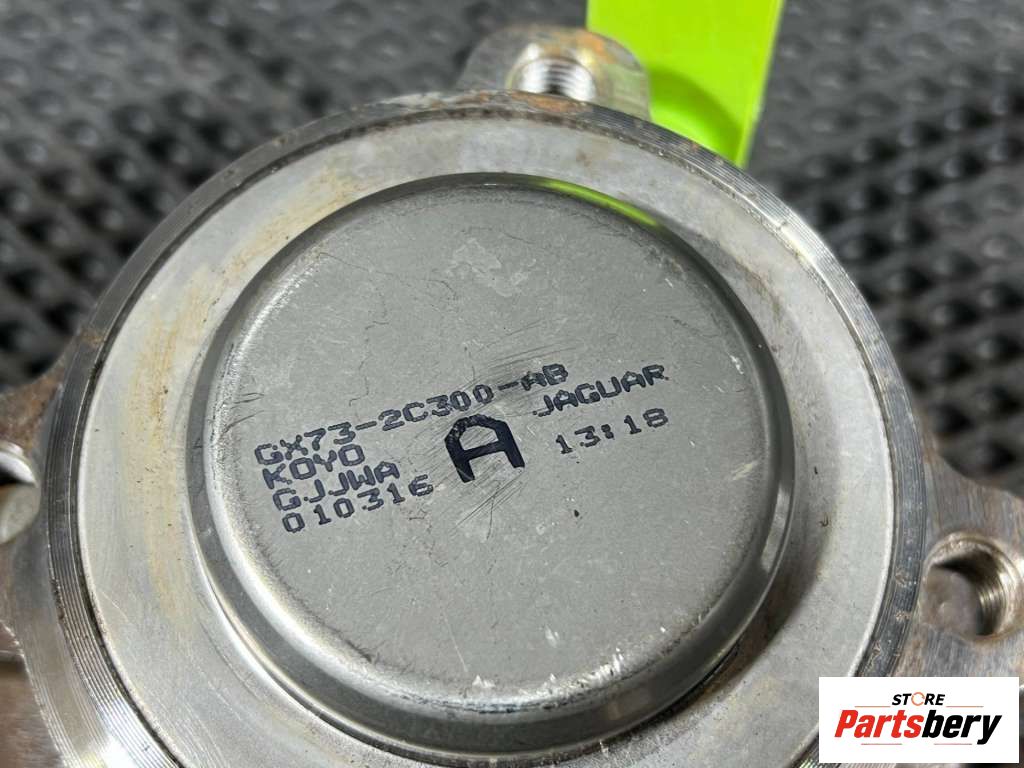 GX73-2C300-AB
KOYO JAGUAR
GJJWA A 13:18
010316
STORE
Partsbery